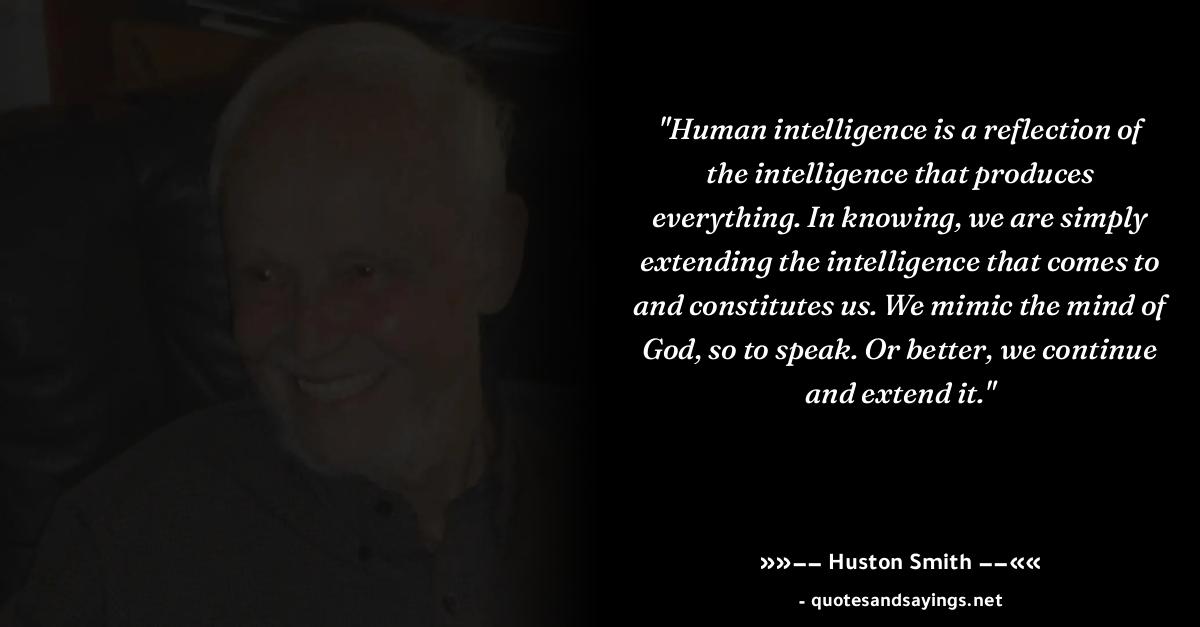 "Human intelligence is a reflection of
the intelligence that produces
everything. In knowing, we are simply
extending the intelligence that comes to
and constitutes us. We mimic the mind of
God, so to speak. Or better, we continue
and extend it."
»»–– Huston Smith ––««
- quotesandsayings.net